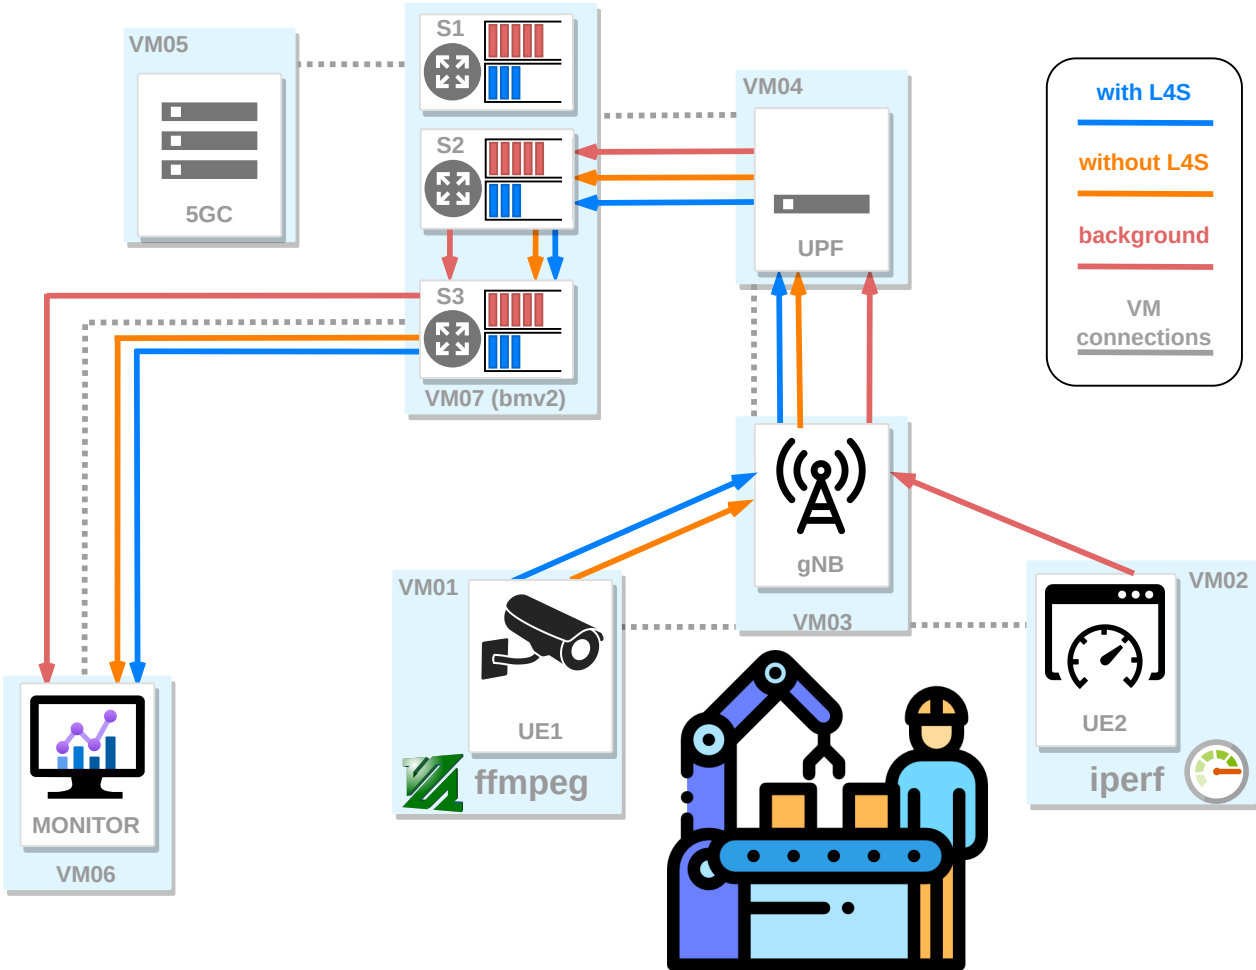 VM05
5GC
S1
S2
S3
VM07 (bmv2)
VM04
UPF
with L4S
without L4S
background
VM
connections
gNB
VM03
VM01
UE1
ffmpeg
VM02
UE2
iperf
MONITOR
VM06